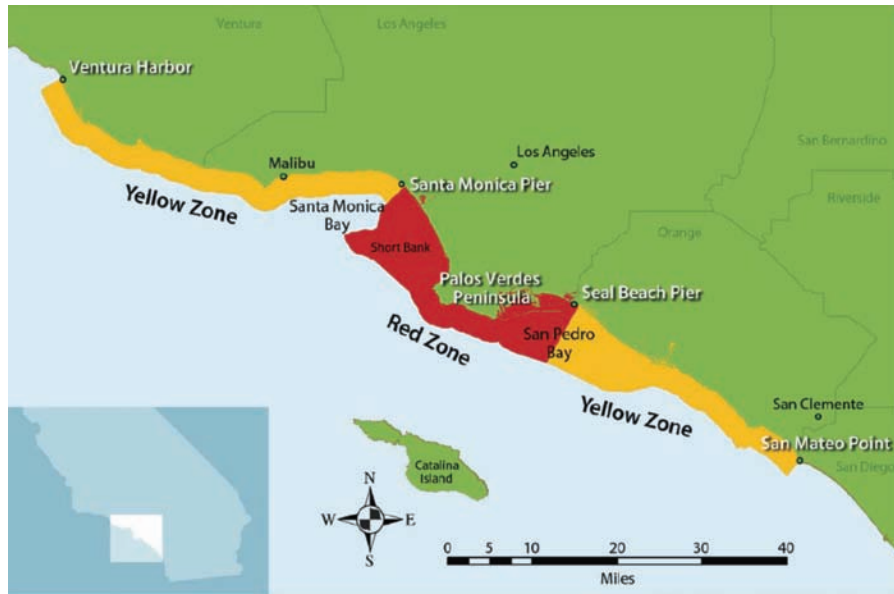 Ventura
Los Angeles
Ventura Harbor
Malibu
Los Angeles
San Bernardino
Santa Monica Pier
Yellow Zone
Santa Monica
Bay
Riverside
Short Bank
Orange
Palos Verdes
Peninsula
Seal Beach Pier
Red Zone
San Pedro
Bay
Yellow Zone
San Clemente
San Mateo Point
San Diego
Catalina
Island
N
W
E
S
0 5 10 20 30 40
Miles